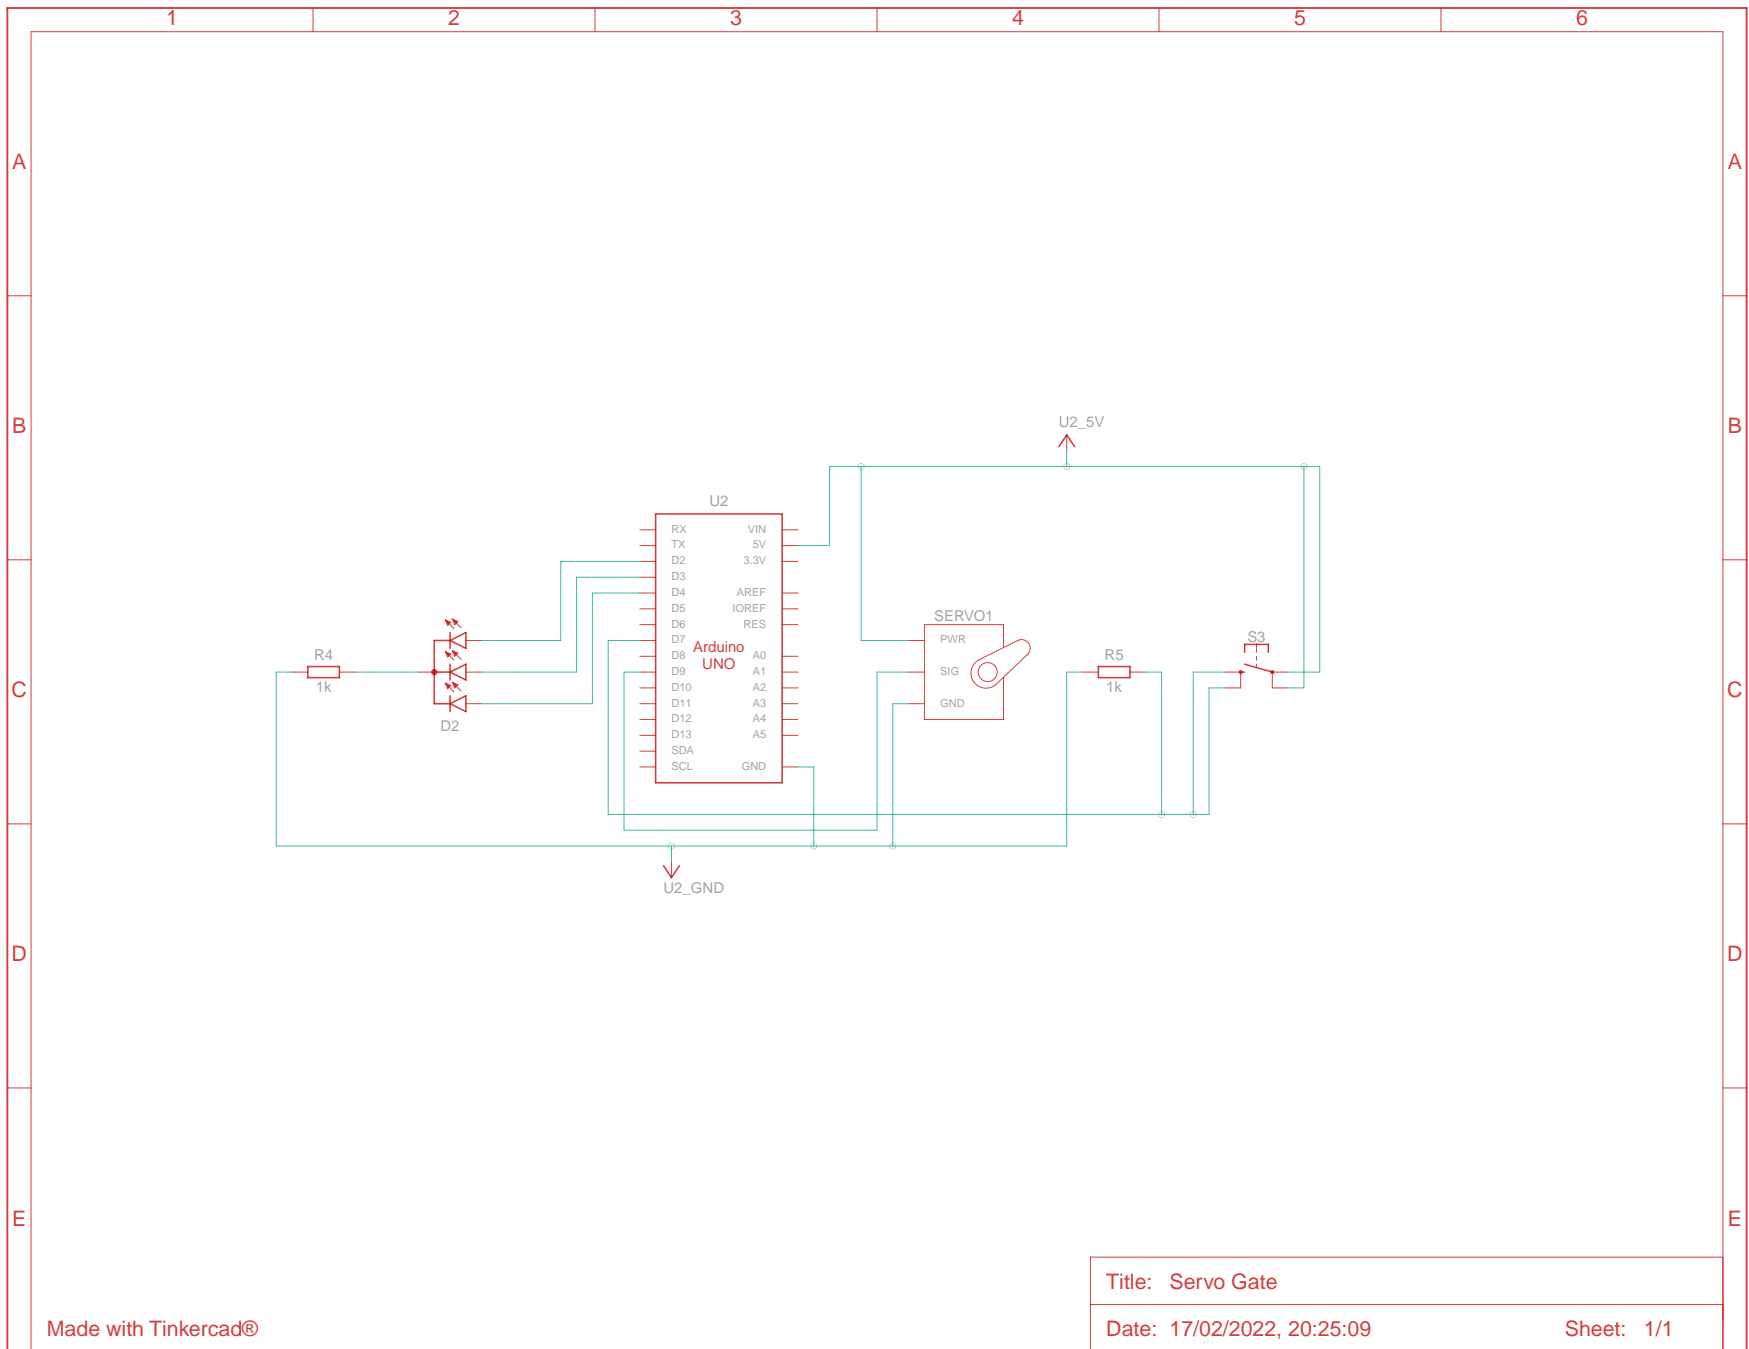 1 2 3 4 5 6
A A
B B
C C
D D
E E
U2_5V
U2
RX VIN
TX 5V
D2 3.3V
D3
D4 AREF
D5 IOREF
D6 RES
D7
Arduino
UNO
D8 A0
D9 A1
D10 A2
D11 A3
D12 A4
D13 A5
SDA
SCL GND
SERVO1
PWR
SIG
GND
R4
1k
D2
R5
1k
S3
U2_GND
Title: Servo Gate
Made with Tinkercad®
Date: 17/02/2022, 20:25:09 Sheet: 1/1